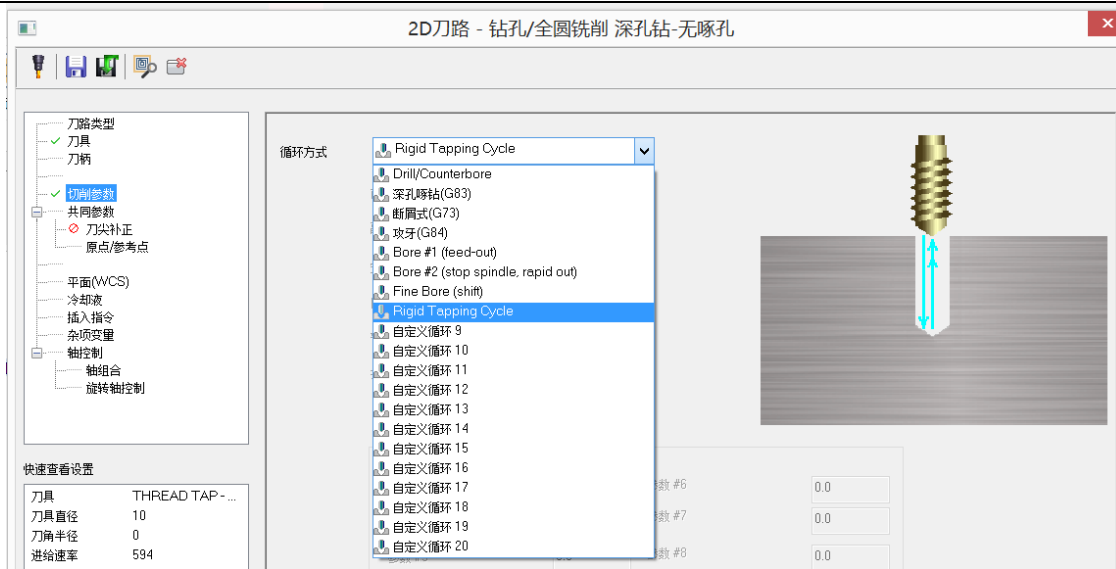 2D刀路 - 钻孔/全圆铣削 深孔钻-无啄孔
刀路类型
刀具
刀柄
切削参数
共同参数
刀尖补正
原点/参考点
平面(WCS)
冷却液
插入指令
杂项变量
轴控制
轴组合
旋转轴控制
快速查看设置
刀具 THREAD TAP - ...
刀具直径 10
刀角半径 0
进给速率 594
循环方式 Rigid Tapping Cycle
Drill/Counterbore
深孔啄钻(G83)
断屑式(G73)
攻牙(G84)
Bore #1 (feed-out)
Bore #2 (stop spindle, rapid out)
Fine Bore (shift)
Rigid Tapping Cycle
自定义循环 9
自定义循环 10
自定义循环 11
自定义循环 12
自定义循环 13
自定义循环 14
自定义循环 15
自定义循环 16
自定义循环 17
自定义循环 18
自定义循环 19
自定义循环 20
数 #6 0.0
数 #7 0.0
数 #8 0.0